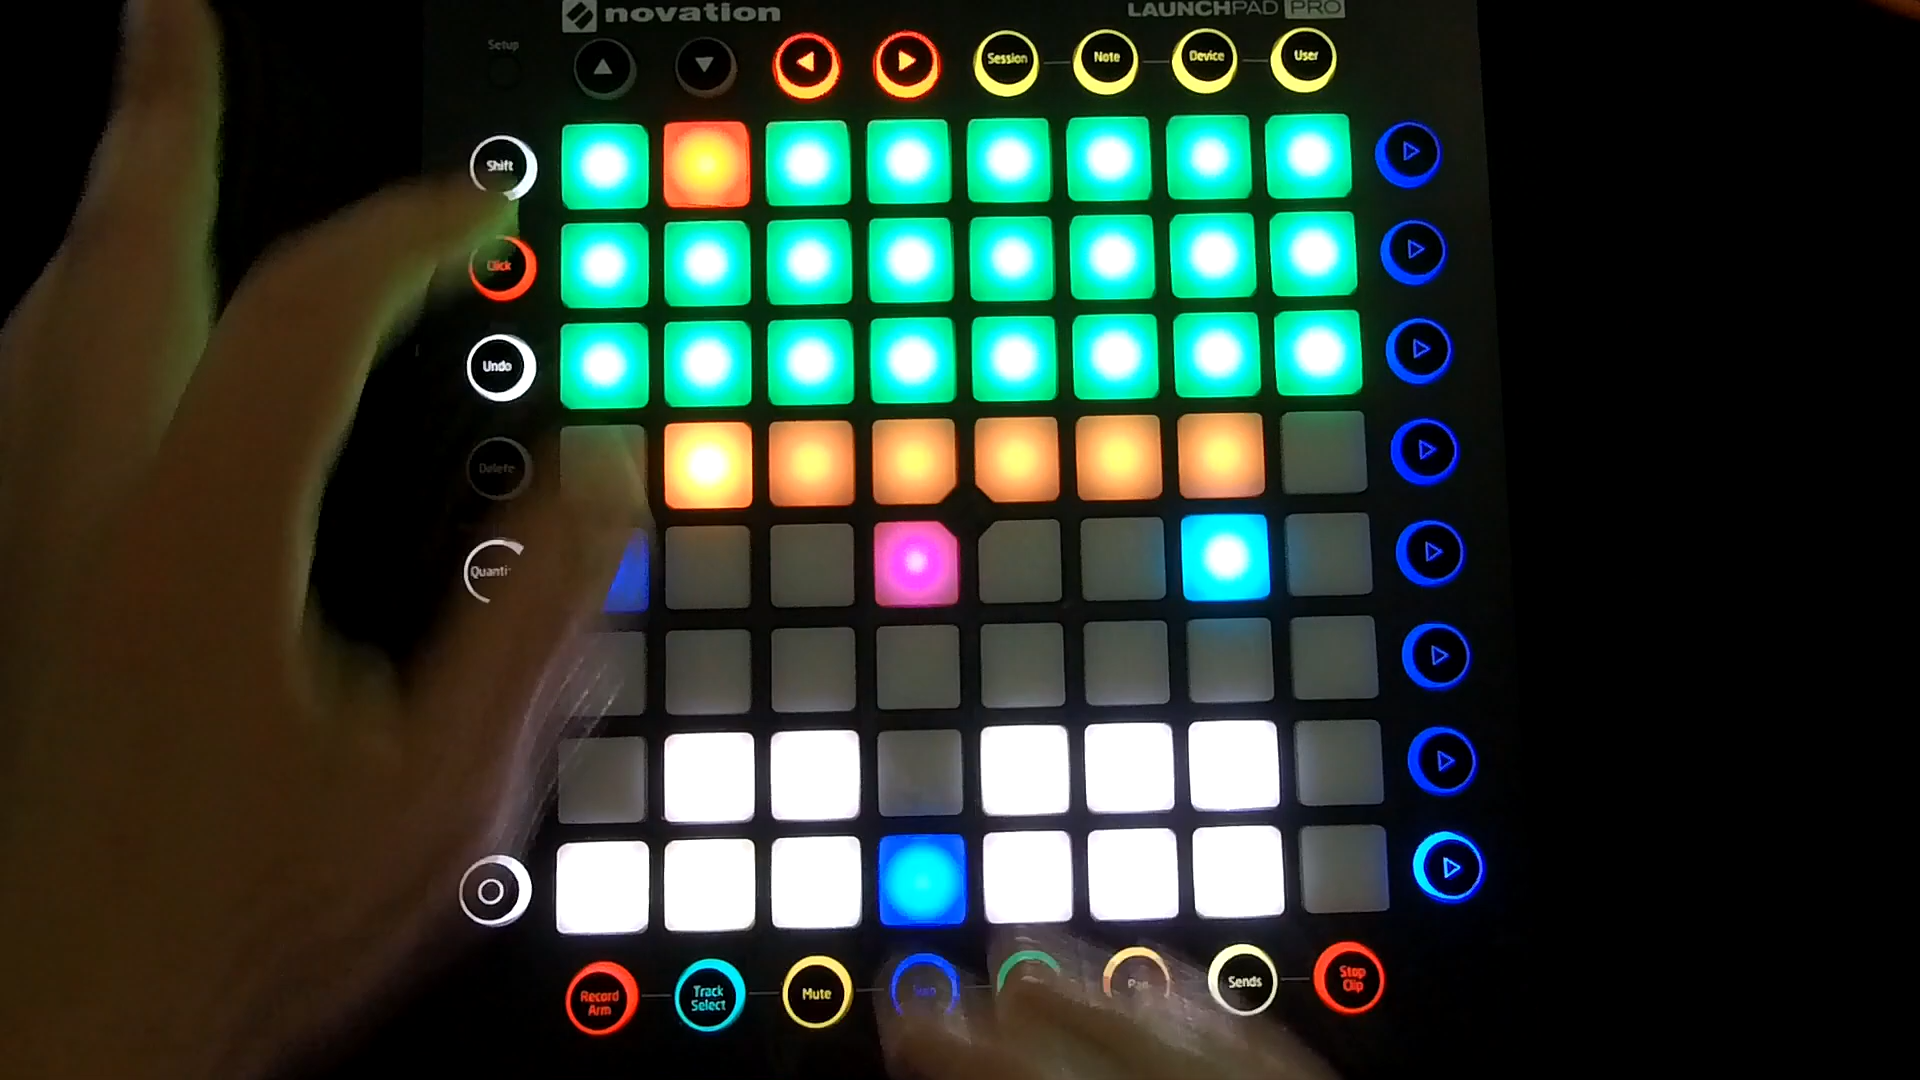 novation
LAUNCHPAD PRO
Setup
Session
Note
Device
User
Shift
Click
Undo
Delete
Record
Arm
Track
Select
Mute
Sends
Stop
Clip